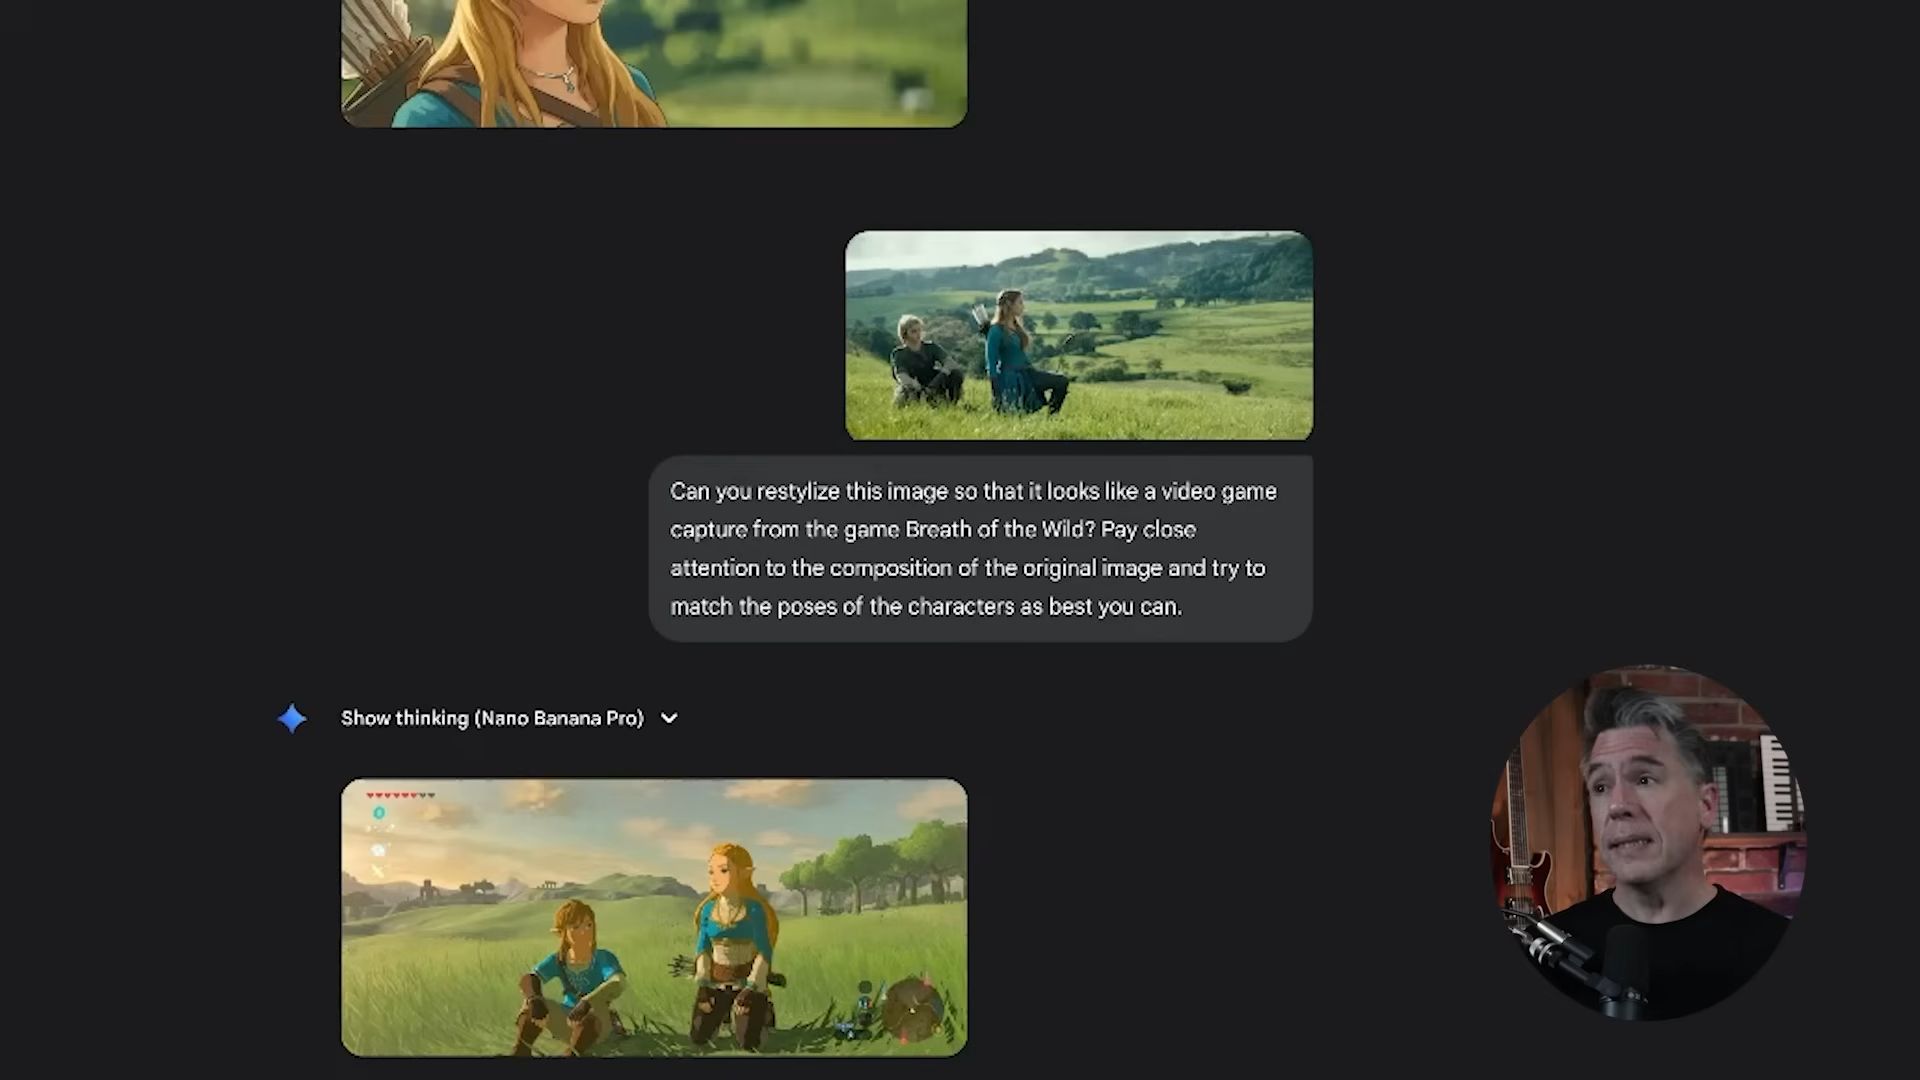 Can you restylize this image so that it looks like a video game
capture from the game Breath of the Wild? Pay close
attention to the composition of the original image and try to
match the poses of the characters as best you can.
Show thinking (Nano Banana Pro)